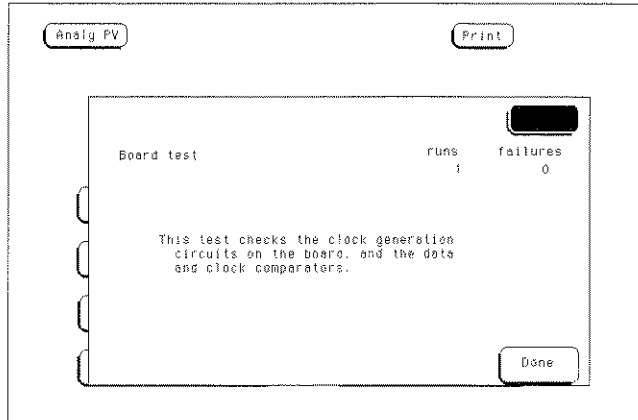 Analy PV Print
Board test runs failures
1 0
This test checks the clock generation
circuits on the board, and the data
and clock comparators.
Done